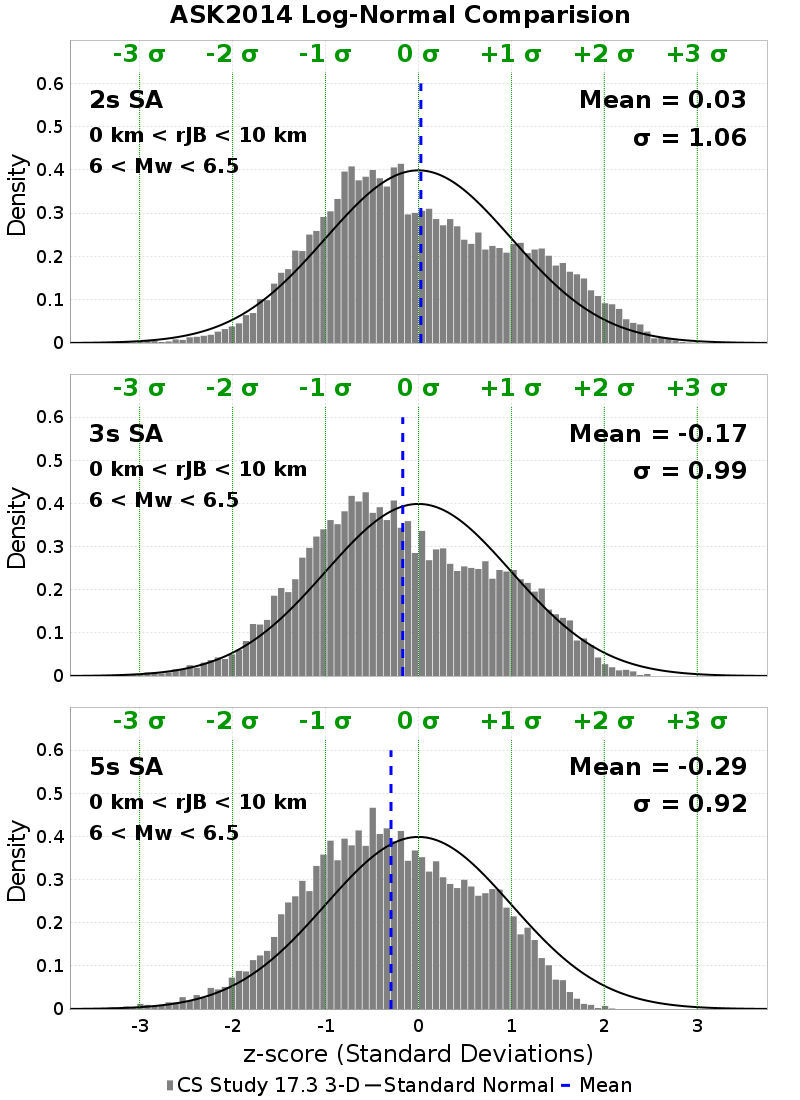 ASK2014 Log-Normal Comparision
-3 σ -2 σ -1 σ 0 σ +1 σ +2 σ +3 σ
2s SA
Mean = 0.03
0 km < rJB < 10 km
σ = 1.06
6 < Mw < 6.5
0.6
0.5
0.4
0.3
0.2
0.1
0
Density
-3 σ -2 σ -1 σ 0 σ +1 σ +2 σ +3 σ
3s SA
Mean = -0.17
0 km < rJB < 10 km
σ = 0.99
6 < Mw < 6.5
0.6
0.5
0.4
0.3
0.2
0.1
0
Density
-3 σ -2 σ -1 σ 0 σ +1 σ +2 σ +3 σ
5s SA
Mean = -0.29
0 km < rJB < 10 km
σ = 0.92
6 < Mw < 6.5
0.6
0.5
0.4
0.3
0.2
0.1
0
Density
-3 -2 -1 0 1 2 3
z-score (Standard Deviations)
CS Study 17.3 3-D Standard Normal Mean